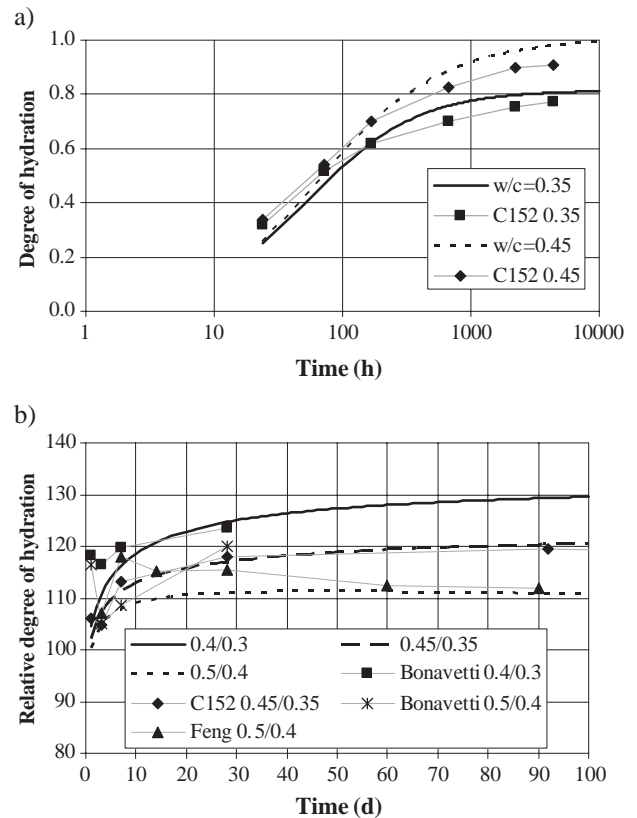 a)
1.0
0.8
0.6
0.4
0.2
0.0
Degree of hydration
w/c=0.35
C152 0.35
w/c=0.45
C152 0.45
1 10 100 1000 10000
Time (h)
b)
140
130
120
110
100
90
80
Relative degree of hydration
0.4/0.3 0.45/0.35
0.5/0.4 Bonavetti 0.4/0.3
C152 0.45/0.35 Bonavetti 0.5/0.4
Feng 0.5/0.4
0 10 20 30 40 50 60 70 80 90 100
Time (d)